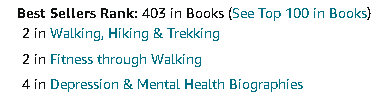 Best Sellers Rank: 403 in Books (See Top 100 in Books)
2 in Walking, Hiking & Trekking
2 in Fitness through Walking
4 in Depression & Mental Health Biographies